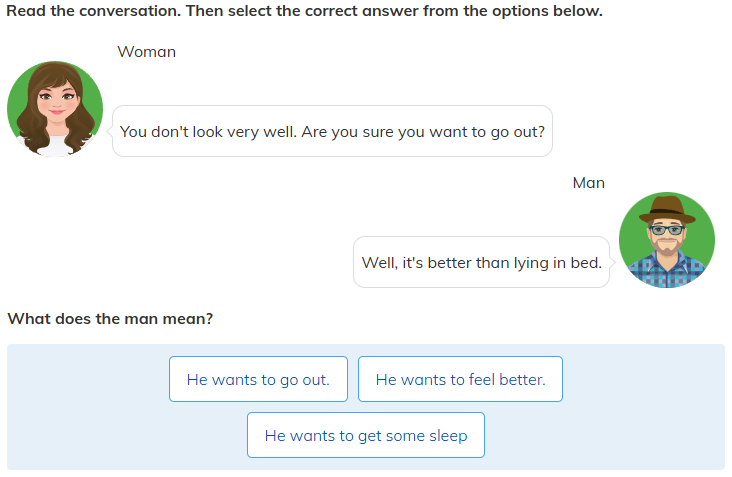 Read the conversation. Then select the correct answer from the options below.
Woman
You don't look very well. Are you sure you want to go out?
Man
Well, it's better than lying in bed.
What does the man mean?
He wants to go out.
He wants to feel better.
He wants to get some sleep